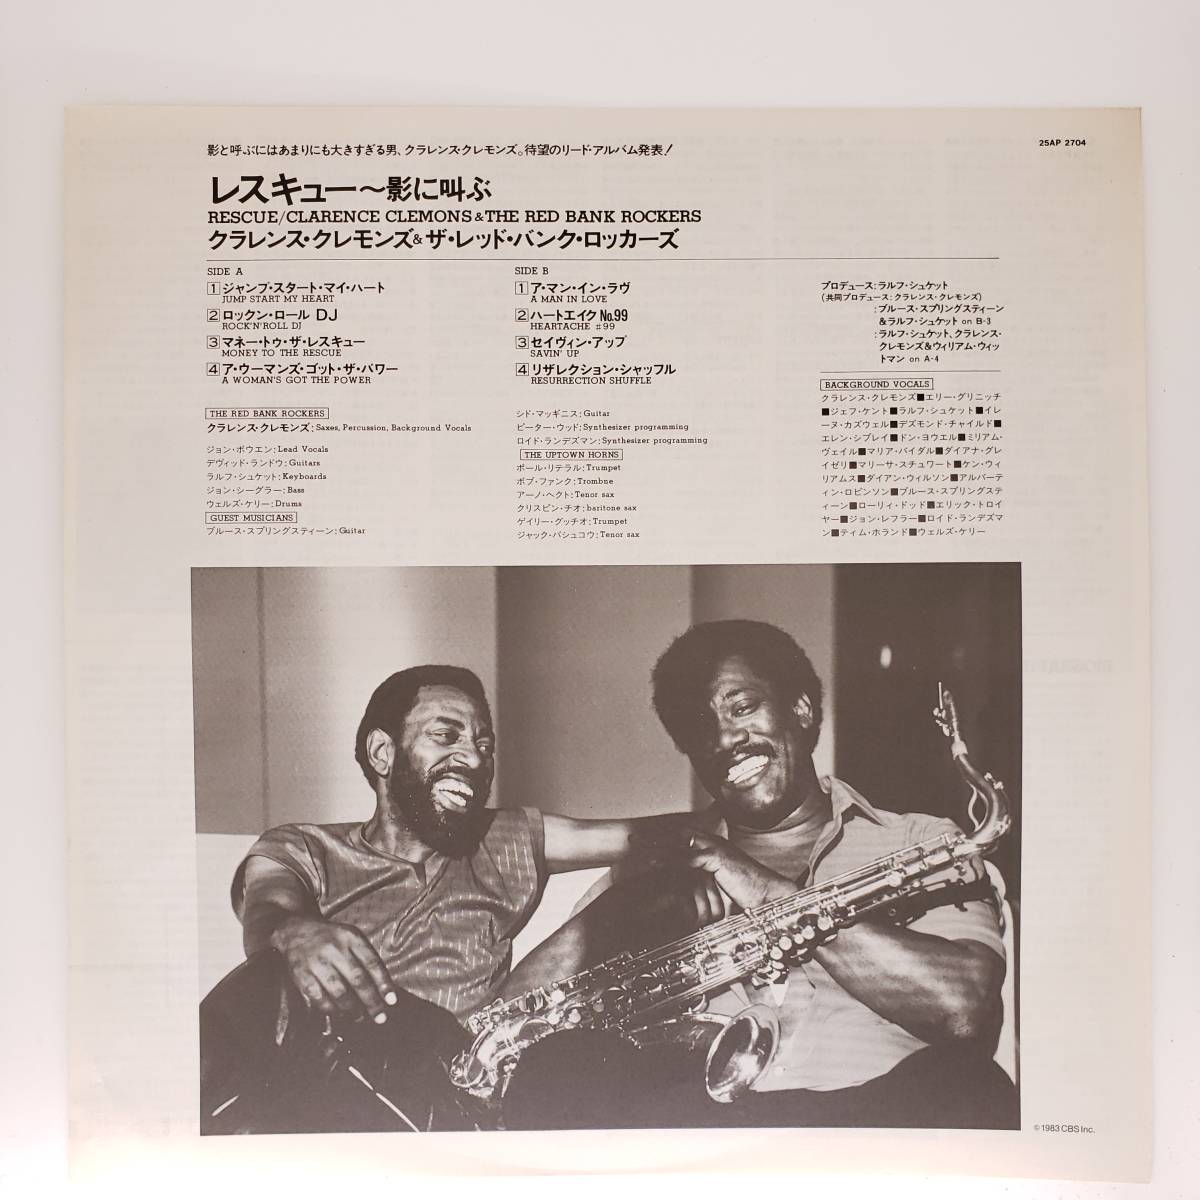 25AP 2704
影と呼ぶにはあまりにも大きすぎる男、クラレンス・クレモンズ。待望のリード・アルバム発表!
レスキュー〜影に叫ぶ
RESCUE/CLARENCE CLEMONS & THE RED BANK ROCKERS
クラレンス・クレモンズ&ザ・レッド・バンク・ロッカーズ
SIDE A
1 ジャンプ・スタート・マイ・ハート
JUMP START MY HEART
2 ロックン・ロール DJ
ROCK'N'ROLL DJ
3 マネー・トゥ・ザ・レスキュー
MONEY TO THE RESCUE
4 ア・ウーマンズ・ゴット・ザ・パワー
A WOMAN'S GOT THE POWER
SIDE B
1 ア・マン・イン・ラヴ
A MAN IN LOVE
2 ハートエイク No.99
HEARTACHE #99
3 セイヴィン・アップ
SAVIN' UP
4 リザレクション・シャッフル
RESURRECTION SHUFFLE
プロデュース:ラルフ・シュケット
(共同プロデュース:クラレンス・クレモンズ)
:ブルース・スプリングスティーン
&ラルフ・シュケット on B-3
:ラルフ・シュケット、クラレンス・
クレモンズ&ウィリアム・ウィッ
トマン on A-4
THE RED BANK ROCKERS
クラレンス・クレモンズ:Saxes, Percussion, Background Vocals
ジョン・ボウエン:Lead Vocals
デヴィッド・ランドウ:Guitars
ラルフ・シュケット:Keyboards
ジョン・シーグラー:Bass
ウェルズ・ケリー:Drums
GUEST MUSICIANS
ブルース・スプリングスティーン:Guitar
シド・マッギニス:Guitar
ピーター・ウッド:Synthesizer programming
ロイド・ランデズマン:Synthesizer programming
THE UPTOWN HORNS
ポール・リテラル:Trumpet
ボブ・ファンク:Trombne
アーノ・ヘクト:Tenor sax
クリスピン・チオ:baritone sax
ゲイリー・グッチオ:Trumpet
ジャック・バシュコウ:Tenor sax
BACKGROUND VOCALS
クラレンス・クレモンズ■エリー・グリニッチ
■ジェフ・ケント■ラルフ・シュケット■イレ
ーヌ・カズウェル■デズモンド・チャイルド■
エレン・シプレイ■ドン・ヨウエル■ミリアム・
ヴェイル■マリア・バイダル■ダイアナ・グレ
イゼリ■マリーサ・スチュワート■ケン・ウィ
リアムス■ダイアン・ウィルソン■アルバーティ
ィン・ロビンソン■ブルース・スプリングステ
ィーン■ローリィ・ドッド■エリック・トロイ
ヤー■ジョン・レフラー■ロイド・ランデズマ
ン■ティム・ホランド■ウェルズ・ケリー
©1983 CBS Inc.